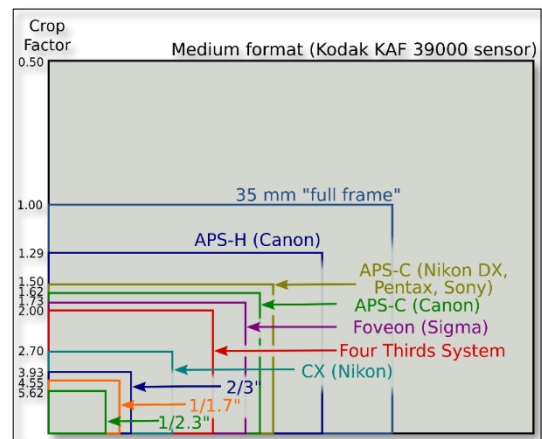 Crop
Factor
Medium format (Kodak KAF 39000 sensor)
0.50
35 mm "full frame"
1.00
APS-H (Canon)
1.29
APS-C (Nikon DX,
Pentax, Sony)
1.50
1.62
APS-C (Canon)
1.73
2.00
Foveon (Sigma)
Four Thirds System
2.70
CX (Nikon)
3.93
2/3"
4.55
1/1.7"
5.62
1/2.3"